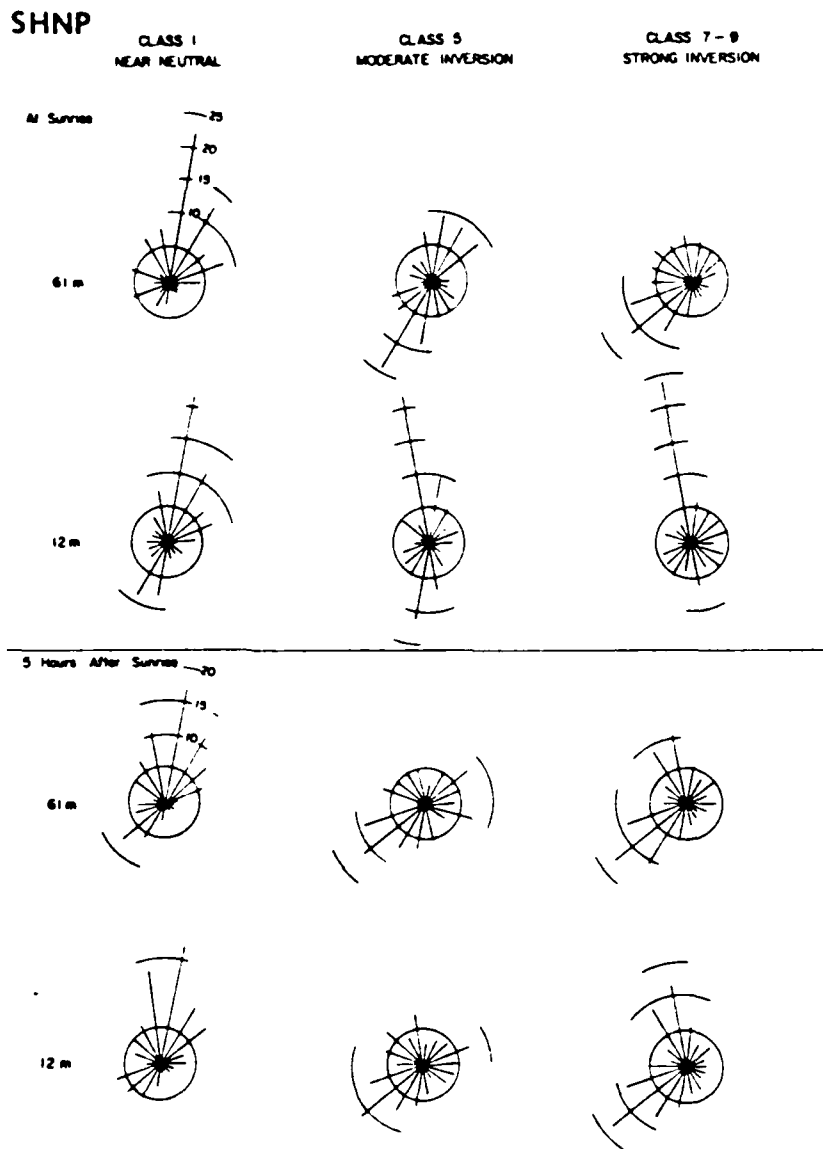 SHNP
CLASS 1
NEAR NEUTRAL
CLASS 5
MODERATE INVERSION
CLASS 7-9
STRONG INVERSION
At Sunrise
25
20
15
10
61 m
12 m
5 Hours After Sunrise
20
15
10
61 m
12 m